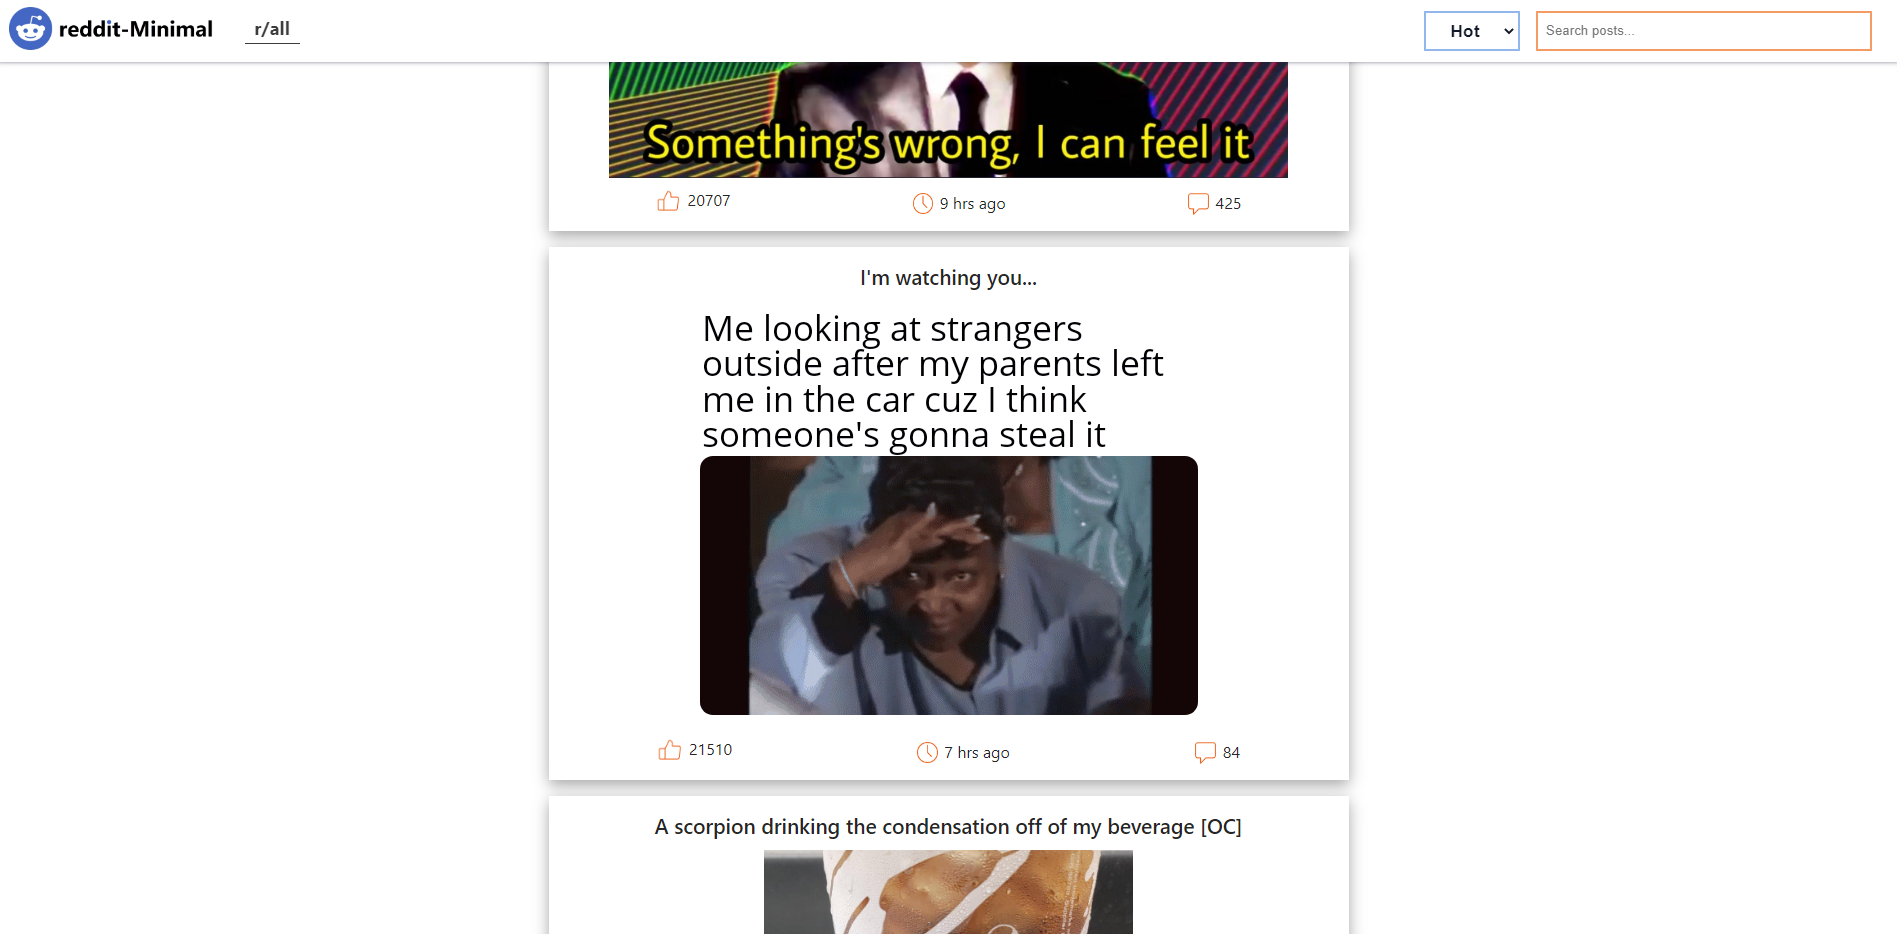 reddit-Minimal
r/all
Hot
Search posts...
Something's wrong, I can feel it
20707
9 hrs ago
425
I'm watching you...
Me looking at strangers
outside after my parents left
me in the car cuz I think
someone's gonna steal it
21510
7 hrs ago
84
A scorpion drinking the condensation off of my beverage [OC]